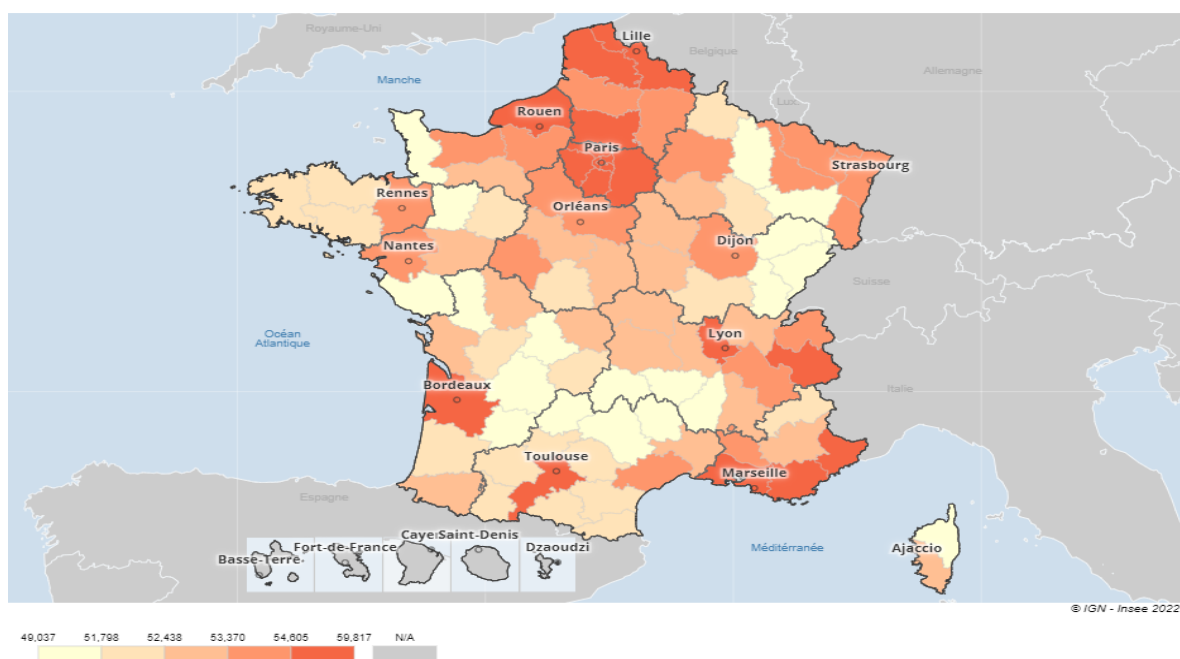 Royaume-Uni
Lille
Belgique
Allemagne
Manche
Lux.
Rouen
Paris
Strasbourg
Rennes
Orléans
Nantes
Dijon
Suisse
Océan
Atlantique
Lyon
Bordeaux
Italie
Toulouse
Marseille
Espagne
Caye
Saint-Denis
Fort-de-France
Dzaoudzi
Basse-Terre
Méditérranée
Ajaccio
© IGN - Insee 2022
49,037 51,798 52,438 53,370 54,605 59,817 N/A